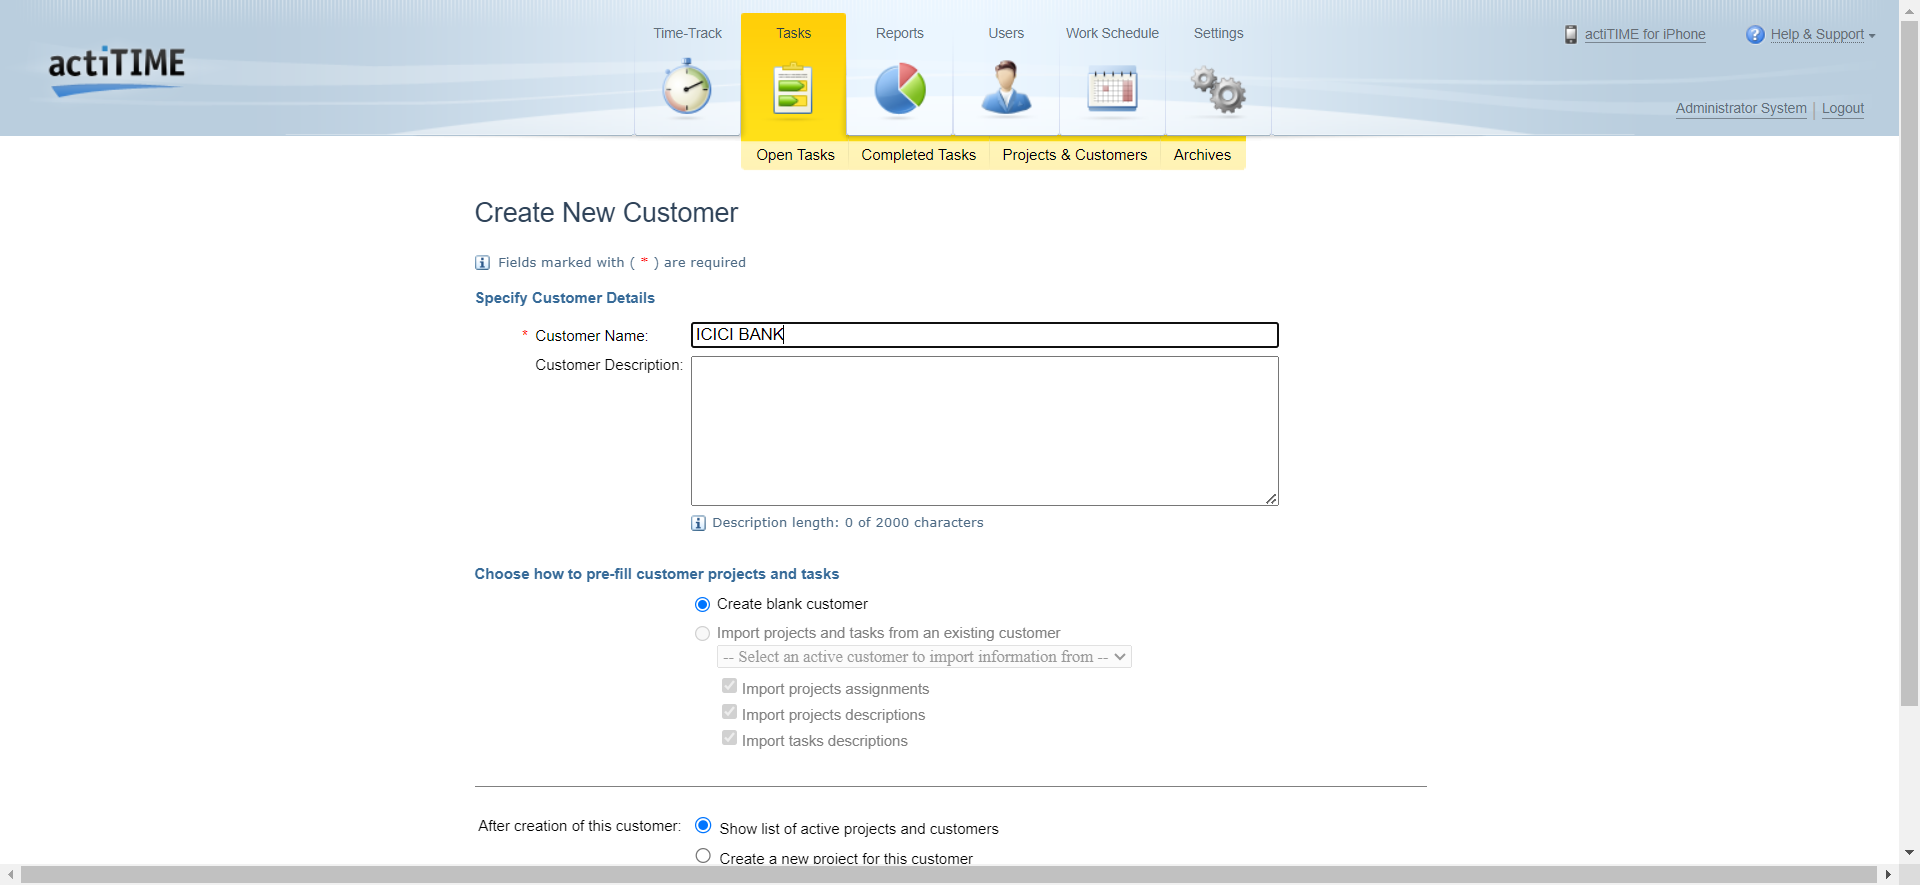 actiTIME
Time-Track
Tasks
Reports
Users
Work Schedule
Settings
actiTIME for iPhone
? Help & Support
Administrator System | Logout
Open Tasks
Completed Tasks
Projects & Customers
Archives
Create New Customer
i Fields marked with ( * ) are required
Specify Customer Details
* Customer Name: ICICI BANK
Customer Description:
i Description length: 0 of 2000 characters
Choose how to pre-fill customer projects and tasks
Create blank customer
Import projects and tasks from an existing customer
-- Select an active customer to import information from --
Import projects assignments
Import projects descriptions
Import tasks descriptions
After creation of this customer: Show list of active projects and customers
Create a new project for this customer